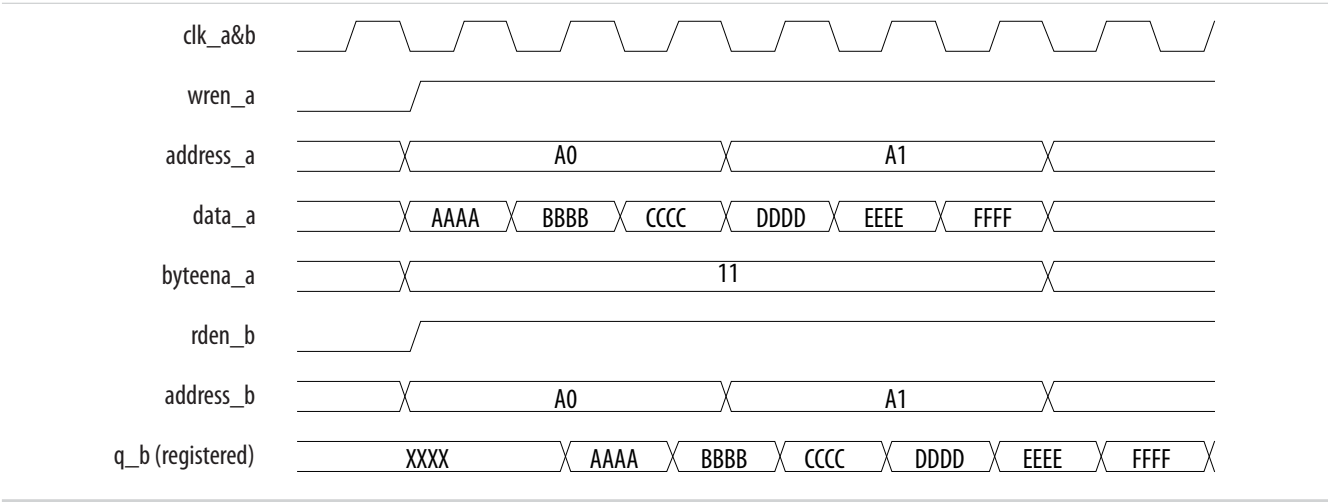 clk_a&b
wren_a
address_a A0 A1
data_a AAAA BBBB CCCC DDDD EEEE FFFF
byteena_a 11
rden_b
address_b A0 A1
q_b (registered) XXXX AAAA BBBB CCCC DDDD EEEE FFFF